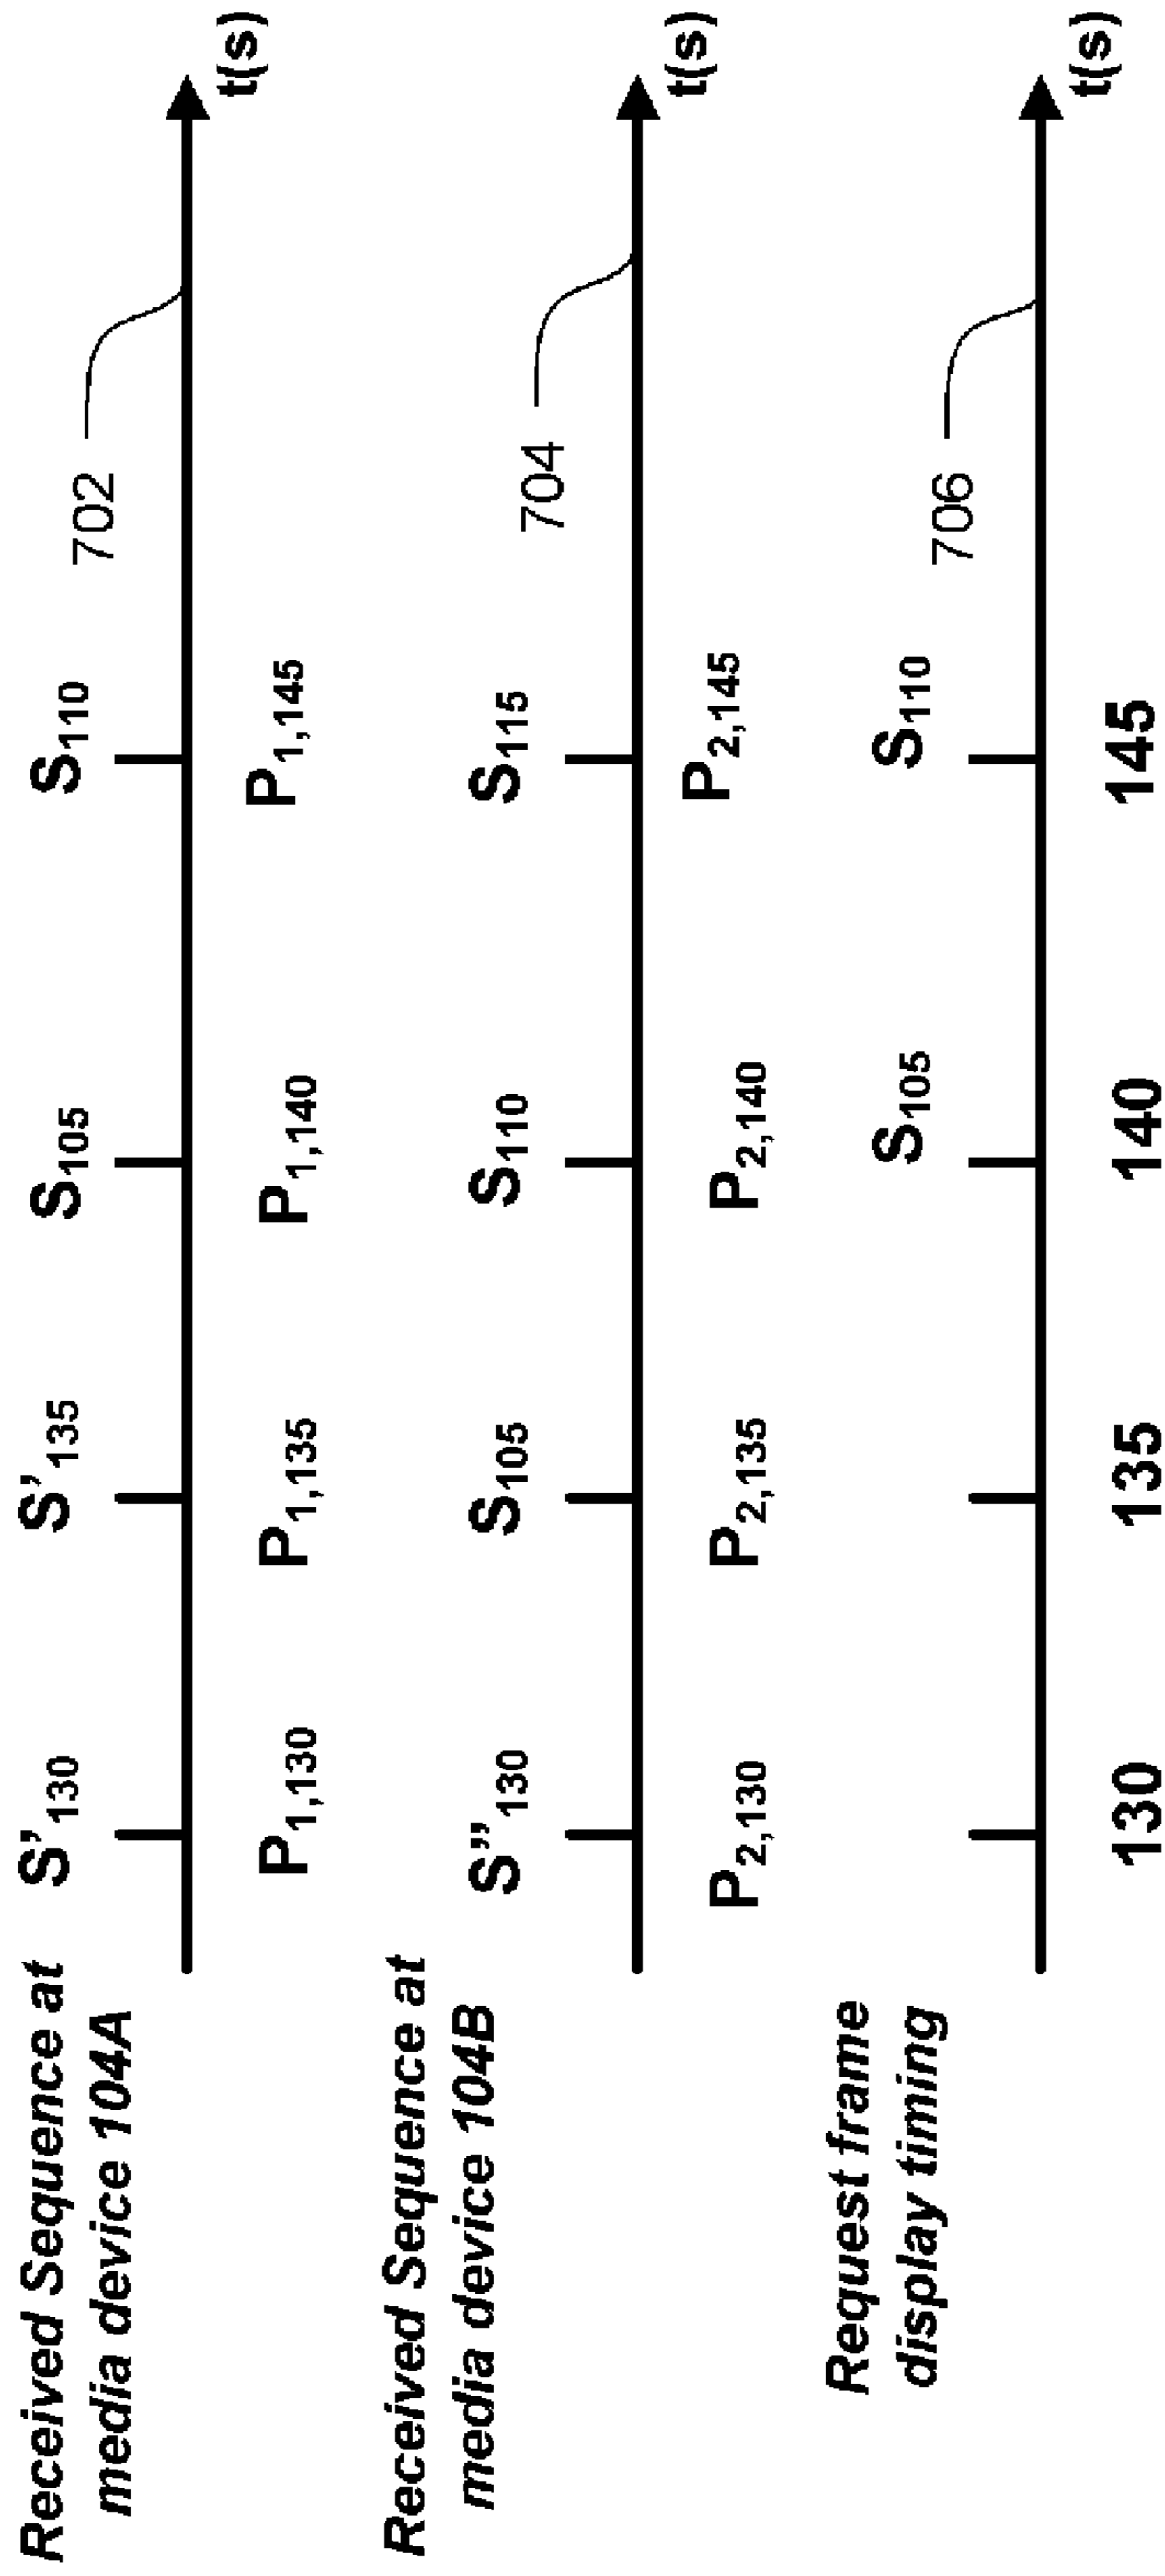 Received Sequence at
media device 104A
S'130 S'135 S105 S110
702
P1,130 P1,135 P1,140 P1,145
t(s)
Received Sequence at
media device 104B
S''130 S105 S110 S115
704
P2,130 P2,135 P2,140 P2,145
t(s)
Request frame
display timing
S105 S110
706
t(s)
130 135 140 145